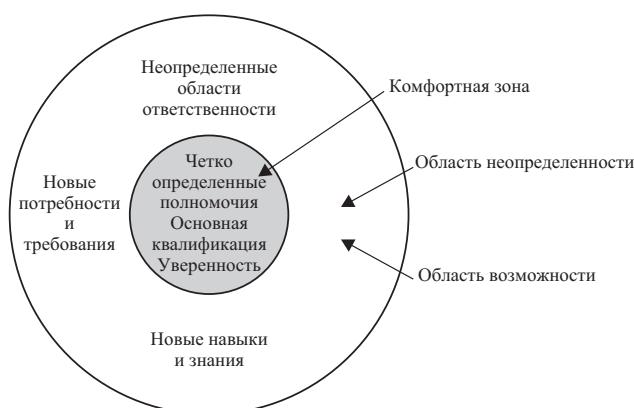 Неопределенные
области
ответственности
Комфортная зона
Четко
определенные
полномочия
Основная
квалификация
Уверенность
Область неопределенности
Новые
потребности
и
требования
Область возможности
Новые навыки
и знания